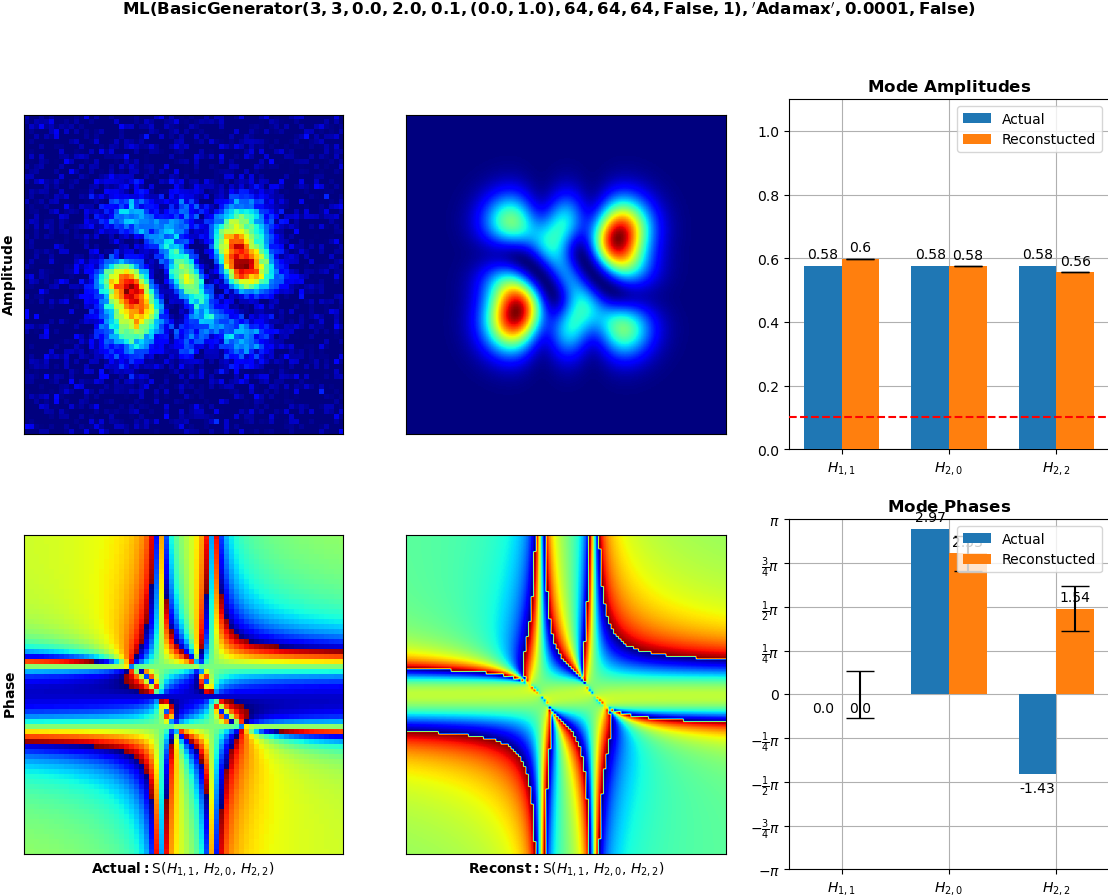 ML(BasicGenerator(3, 3, 0.0, 2.0, 0.1, (0.0, 1.0), 64, 64, 64, False, 1), ′Adamax′, 0.0001, False)
Amplitude
Mode Amplitudes
Actual
Reconstucted
1.0
0.8
0.6
0.4
0.2
0.0
0.58
0.6
0.58
0.58
0.58
0.56
H1,1
H2,0
H2,2
Phase
Actual: S(H1,1, H2,0, H2,2)
Reconst: S(H1,1, H2,0, H2,2)
Mode Phases
Actual
Reconstucted
π
3/4π
1/2π
1/4π
0
−1/4π
−1/2π
−3/4π
−π
0.0
0.0
2.97
-1.43
1.54
H1,1
H2,0
H2,2